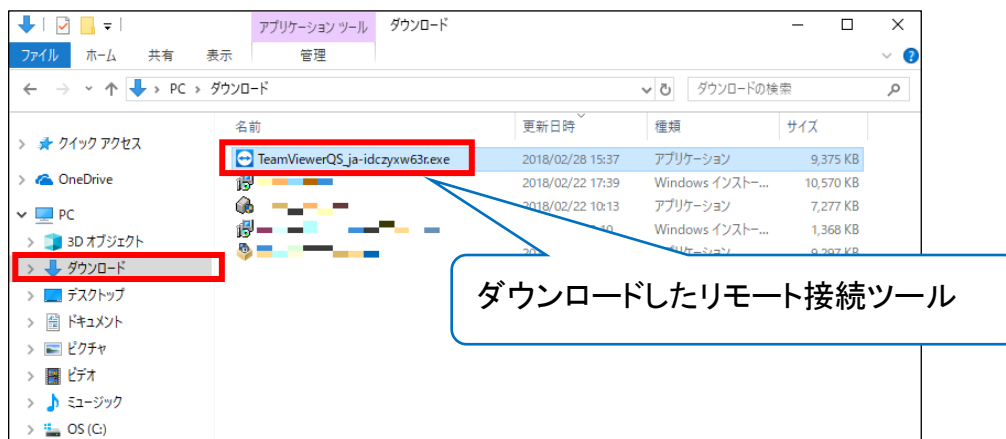 アプリケーション ツール ダウンロード
ファイル ホーム 共有 表示 管理
PC › ダウンロード ダウンロードの検索
名前 更新日時 種類 サイズ
クイック アクセス
OneDrive
PC
3D オブジェクト
ダウンロード
デスクトップ
ドキュメント
ピクチャ
ビデオ
ミュージック
OS (C:)
TeamViewerQS_ja-idczyxw63r.exe 2018/02/28 15:37 アプリケーション 9,375 KB
2018/02/22 17:39 Windows インストー... 10,570 KB
2018/02/22 10:13 アプリケーション 7,277 KB
Windows インストー... 1,368 KB
9,297 KB
ダウンロードしたリモート接続ツール